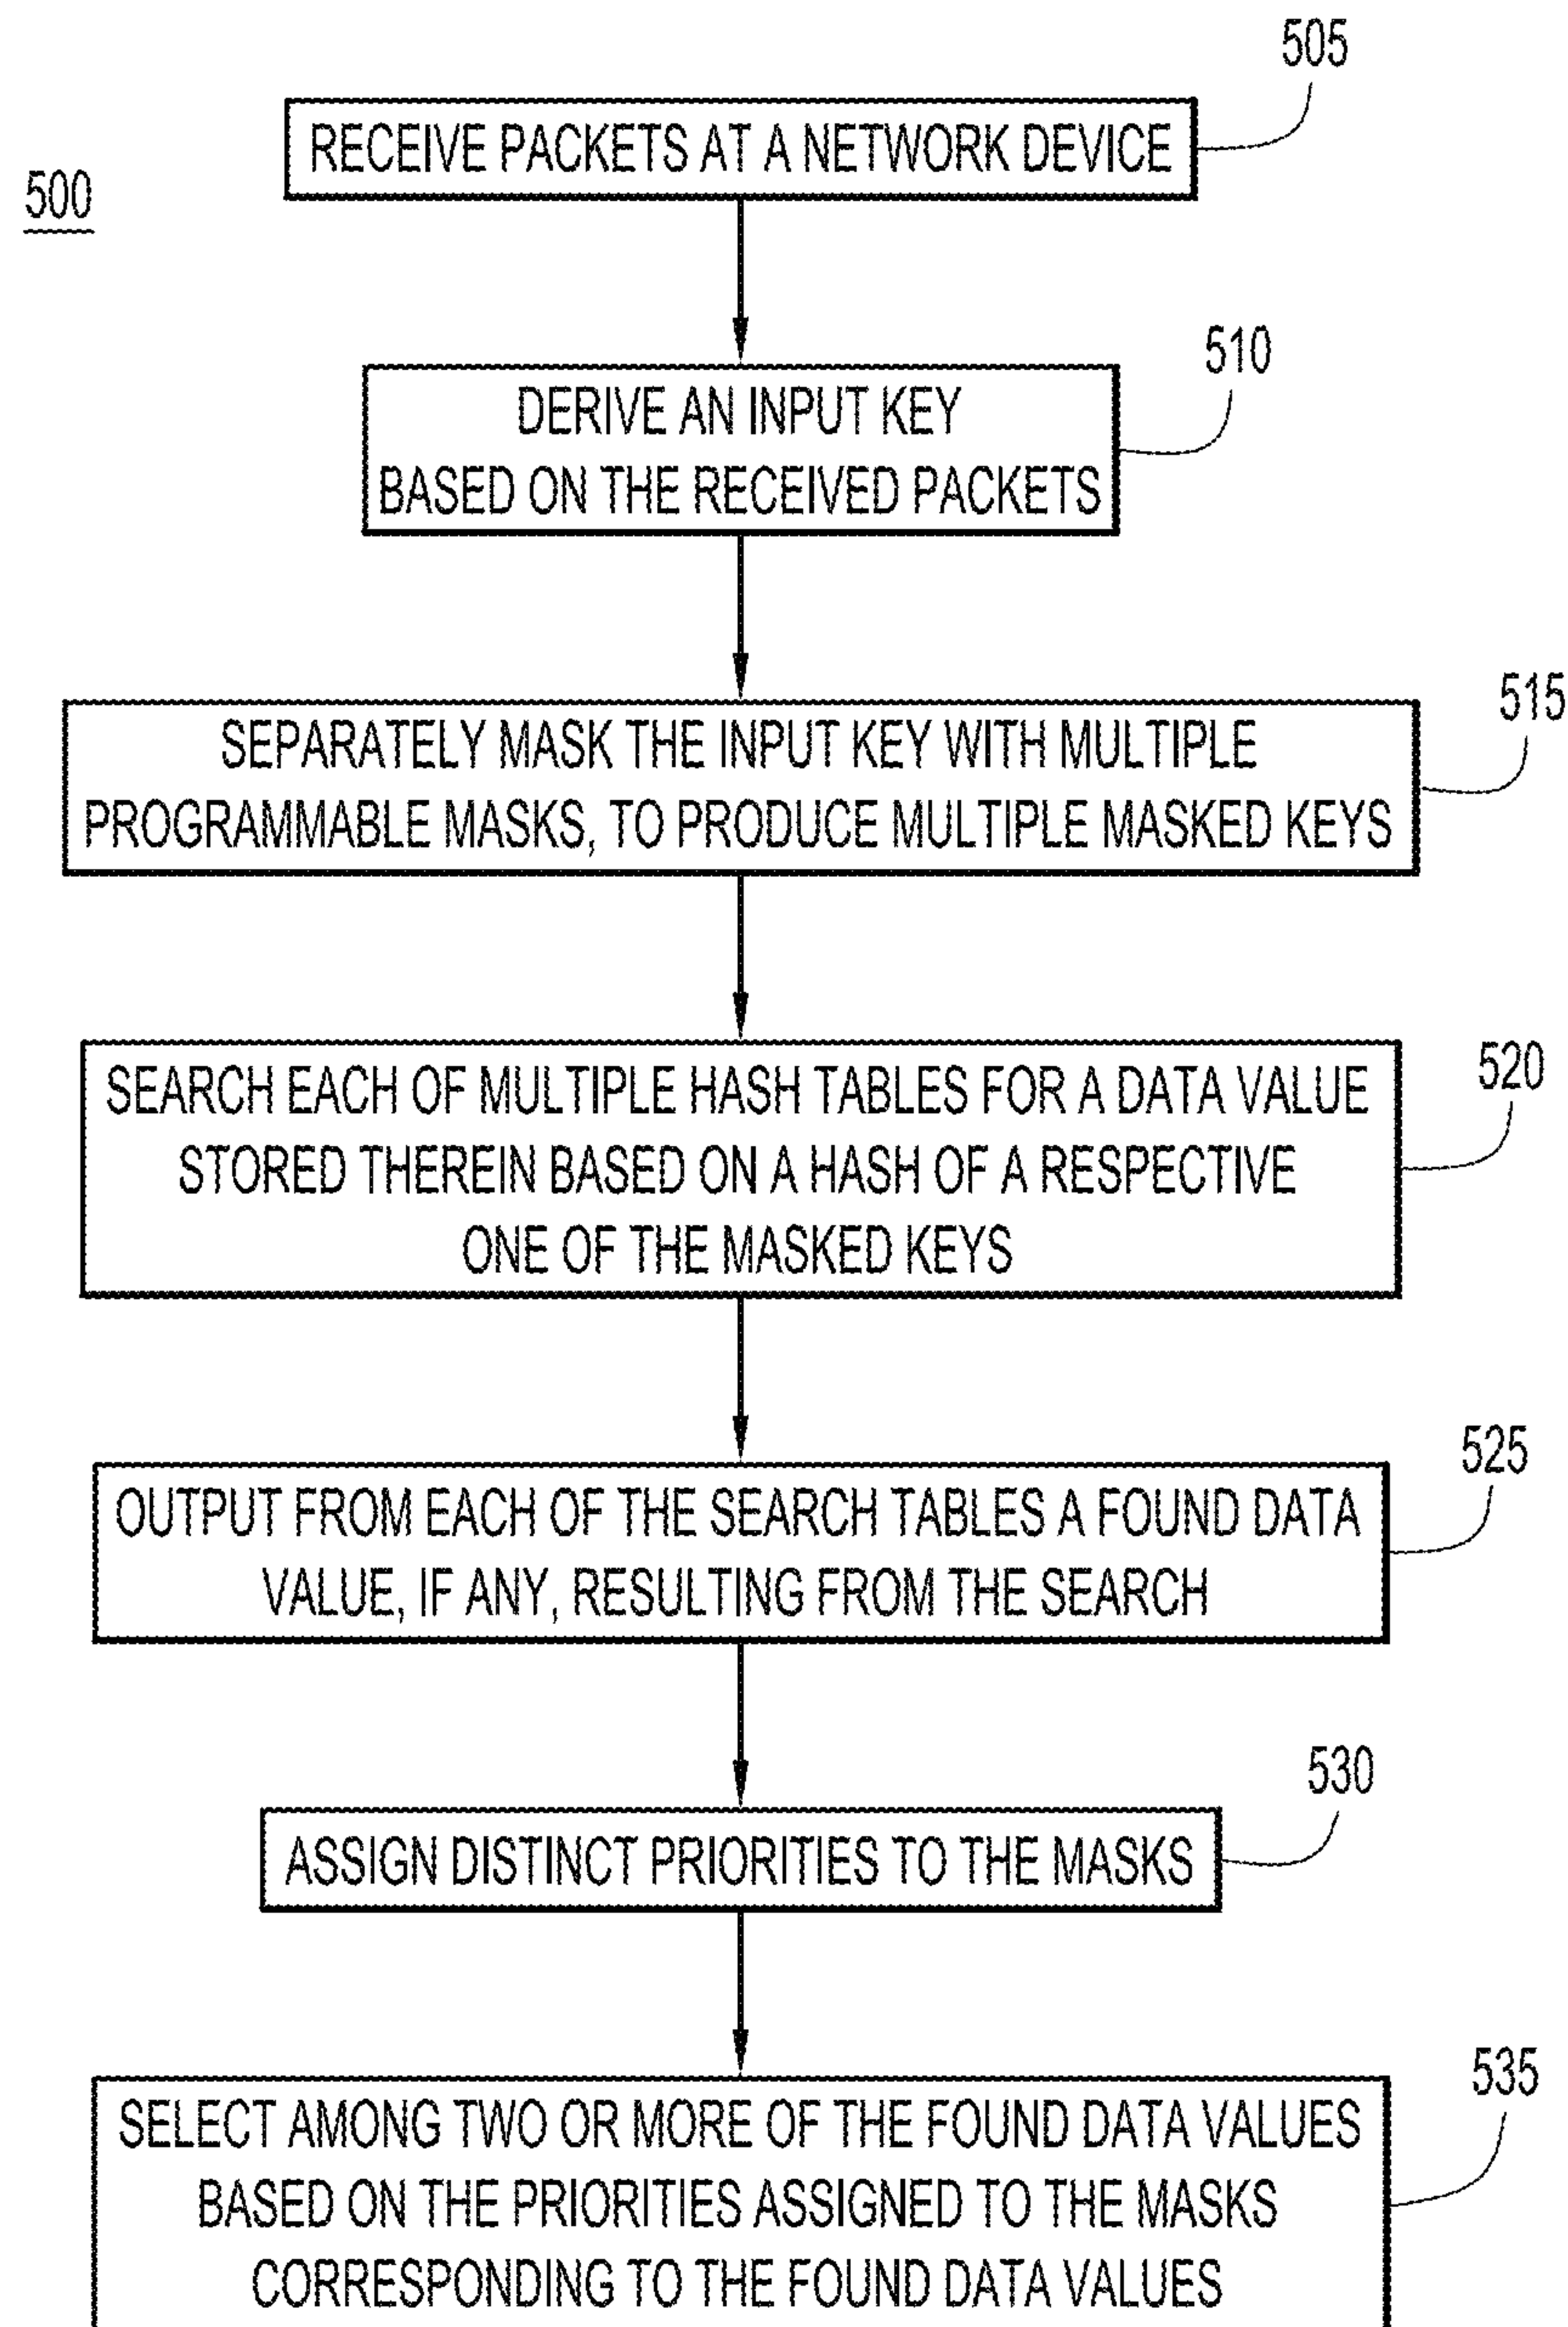 505
RECEIVE PACKETS AT A NETWORK DEVICE
500
510
DERIVE AN INPUT KEY
BASED ON THE RECEIVED PACKETS
515
SEPARATELY MASK THE INPUT KEY WITH MULTIPLE
PROGRAMMABLE MASKS, TO PRODUCE MULTIPLE MASKED KEYS
520
SEARCH EACH OF MULTIPLE HASH TABLES FOR A DATA VALUE
STORED THEREIN BASED ON A HASH OF A RESPECTIVE
ONE OF THE MASKED KEYS
525
OUTPUT FROM EACH OF THE SEARCH TABLES A FOUND DATA
VALUE, IF ANY, RESULTING FROM THE SEARCH
530
ASSIGN DISTINCT PRIORITIES TO THE MASKS
535
SELECT AMONG TWO OR MORE OF THE FOUND DATA VALUES
BASED ON THE PRIORITIES ASSIGNED TO THE MASKS
CORRESPONDING TO THE FOUND DATA VALUES